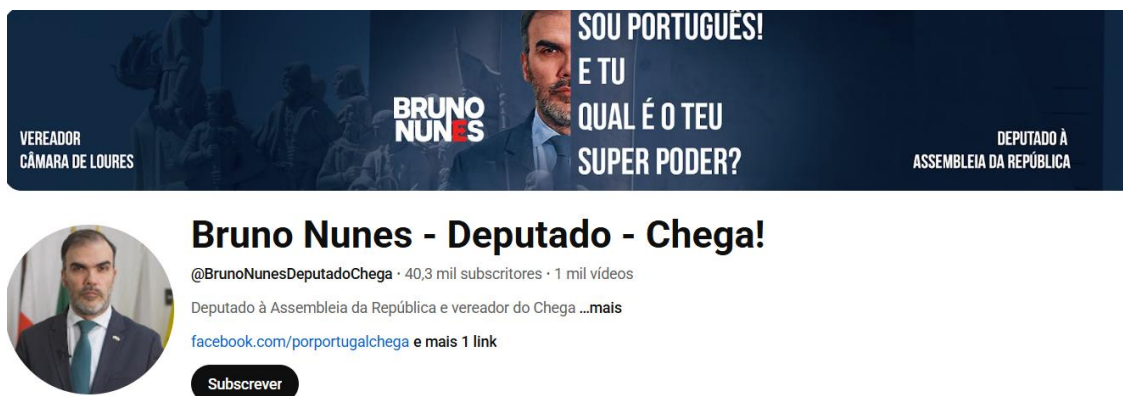 SOU PORTUGUÊS!
E TU
QUAL É O TEU
SUPER PODER?
BRUNO
NUNES
VEREADOR
CÂMARA DE LOURES
DEPUTADO À
ASSEMBLEIA DA REPÚBLICA
Bruno Nunes - Deputado - Chega!
@BrunoNunesDeputadoChega · 40,3 mil subscritores · 1 mil vídeos
Deputado à Assembleia da República e vereador do Chega ...mais
facebook.com/porportugalchega e mais 1 link
Subscrever